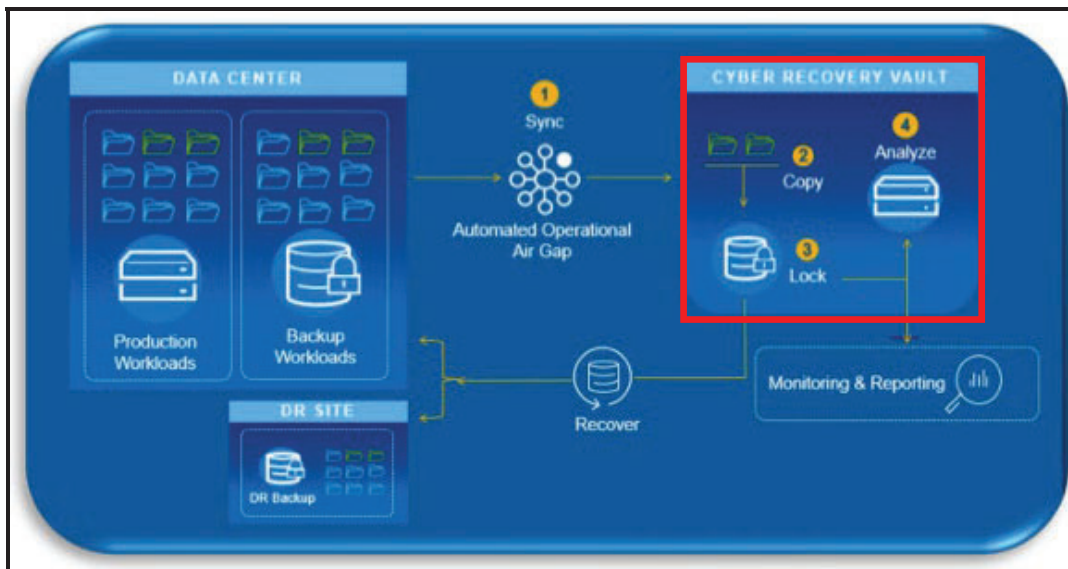 DATA CENTER
Production
Workloads
Backup
Workloads
1
Sync
Automated Operational
Air Gap
CYBER RECOVERY VAULT
2
Copy
3
Lock
4
Analyze
Monitoring & Reporting
Recover
DR SITE
DR Backup